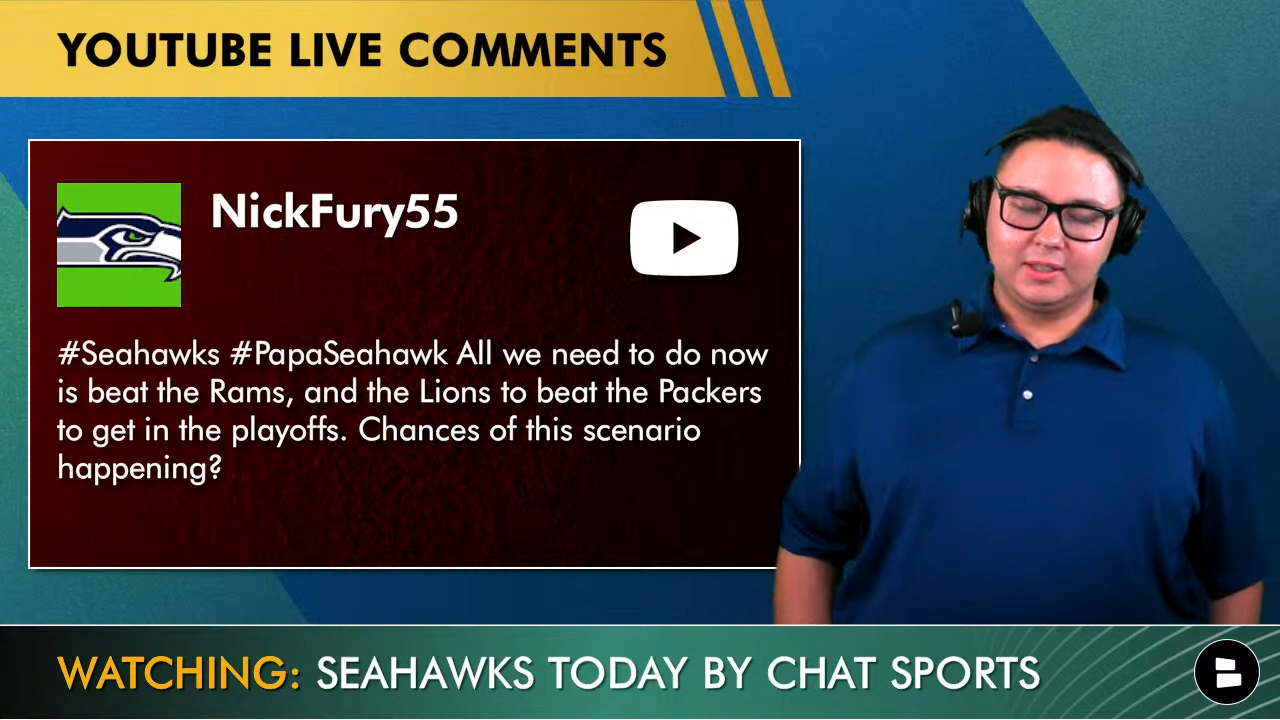 YOUTUBE LIVE COMMENTS
NickFury55
#Seahawks #PapaSeahawk All we need to do now
is beat the Rams, and the Lions to beat the Packers
to get in the playoffs. Chances of this scenario
happening?
WATCHING: SEAHAWKS TODAY BY CHAT SPORTS